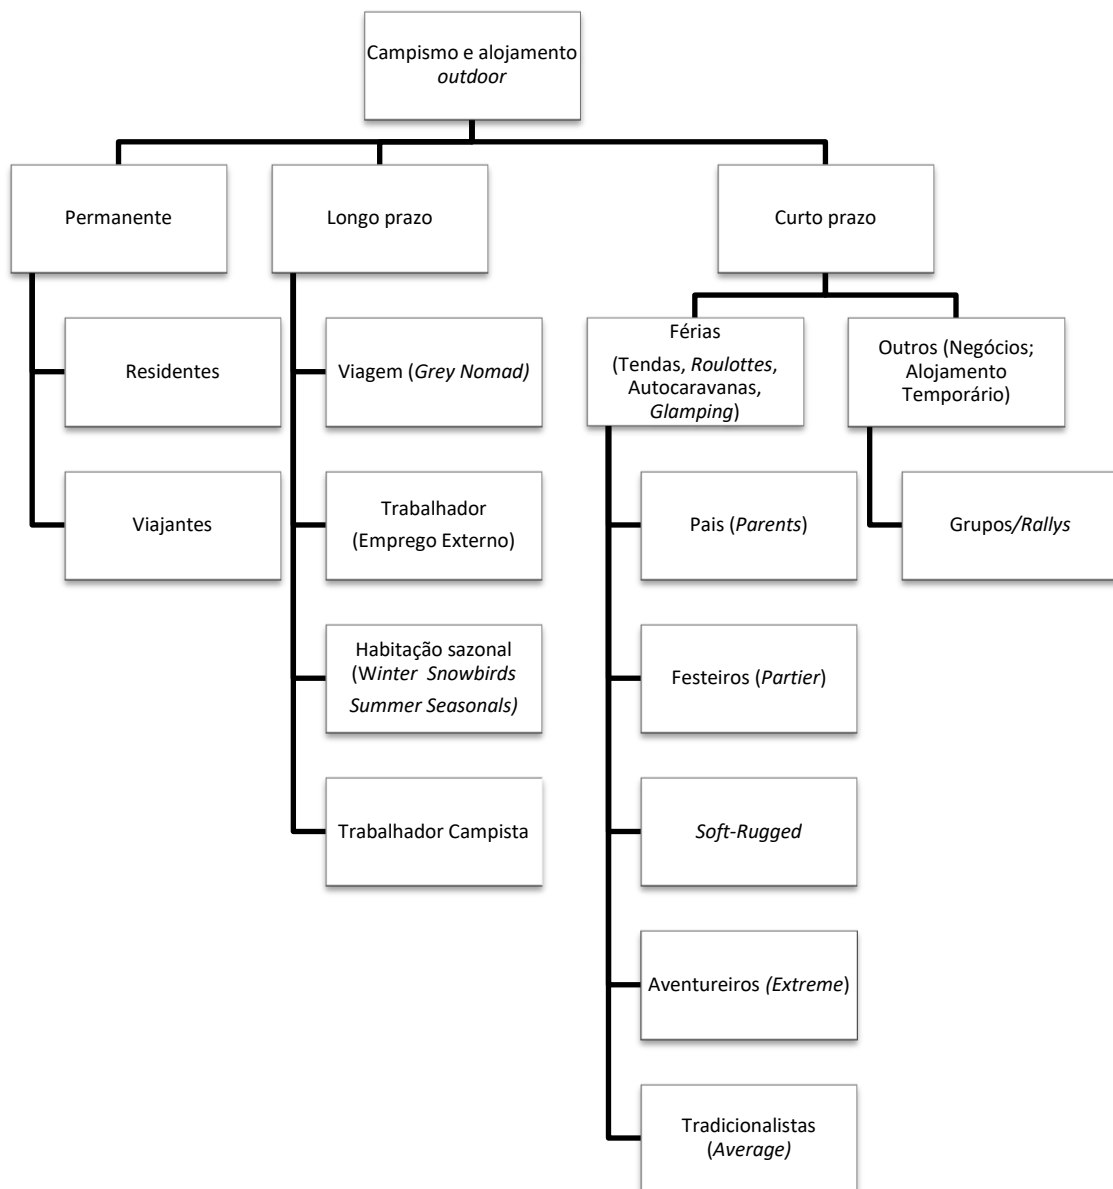 Campismo e alojamento
outdoor
Permanente
Longo prazo
Curto prazo
Residentes
Viajantes
Viagem (Grey Nomad)
Trabalhador
(Emprego Externo)
Habitação sazonal
(Winter Snowbirds
Summer Seasonals)
Trabalhador Campista
Férias
(Tendas, Roulottes,
Autocaravanas,
Glamping)
Pais (Parents)
Festeiros (Partier)
Soft-Rugged
Aventureiros (Extreme)
Tradicionalistas
(Average)
Outros (Negócios;
Alojamento
Temporário)
Grupos/Rallys